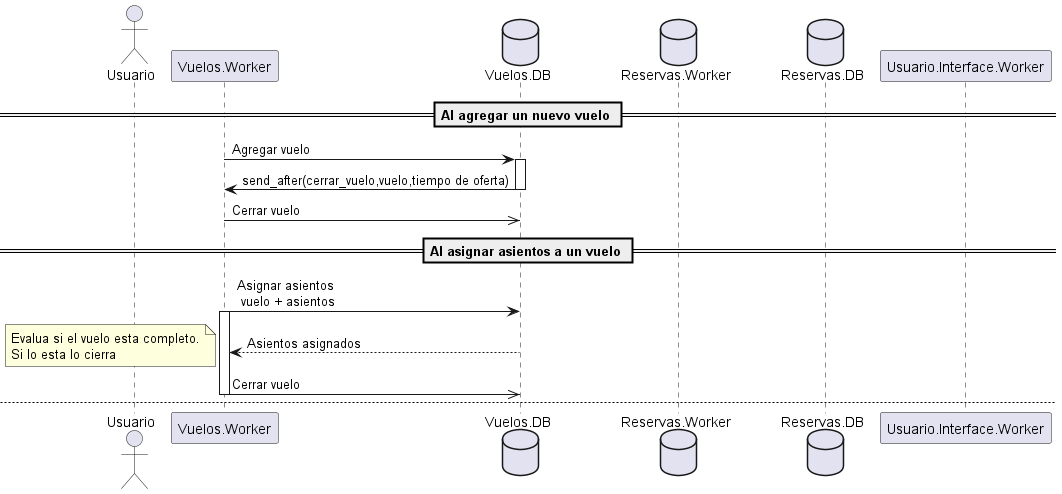 Usuario
Vuelos.Worker
Vuelos.DB
Reservas.Worker
Reservas.DB
Usuario.Interface.Worker
Al agregar un nuevo vuelo
Agregar vuelo
send_after(cerrar_vuelo,vuelo,tiempo de oferta)
Cerrar vuelo
Al asignar asientos a un vuelo
Asignar asientos
vuelo + asientos
Evalua si el vuelo esta completo.
Si lo esta lo cierra
Asientos asignados
Cerrar vuelo
Usuario
Vuelos.Worker
Vuelos.DB
Reservas.Worker
Reservas.DB
Usuario.Interface.Worker